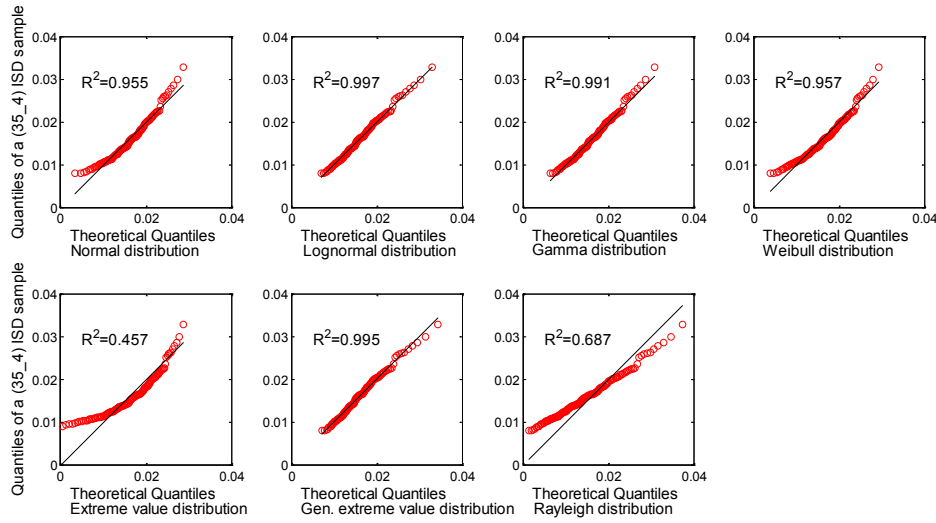 Quantiles of a (35_4) ISD sample
0.04
0.03
0.02
0.01
0
0
0.02
0.04
R²=0.955
Theoretical Quantiles
Normal distribution
0.04
0.03
0.02
0.01
0
0
0.02
0.04
R²=0.997
Theoretical Quantiles
Lognormal distribution
0.04
0.03
0.02
0.01
0
0
0.02
0.04
R²=0.991
Theoretical Quantiles
Gamma distribution
0.04
0.03
0.02
0.01
0
0
0.02
0.04
R²=0.957
Theoretical Quantiles
Weibull distribution
Quantiles of a (35_4) ISD sample
0.04
0.03
0.02
0.01
0
0
0.02
0.04
R²=0.457
Theoretical Quantiles
Extreme value distribution
0.04
0.03
0.02
0.01
0
0
0.02
0.04
R²=0.995
Theoretical Quantiles
Gen. extreme value distribution
0.04
0.03
0.02
0.01
0
0
0.02
0.04
R²=0.687
Theoretical Quantiles
Rayleigh distribution